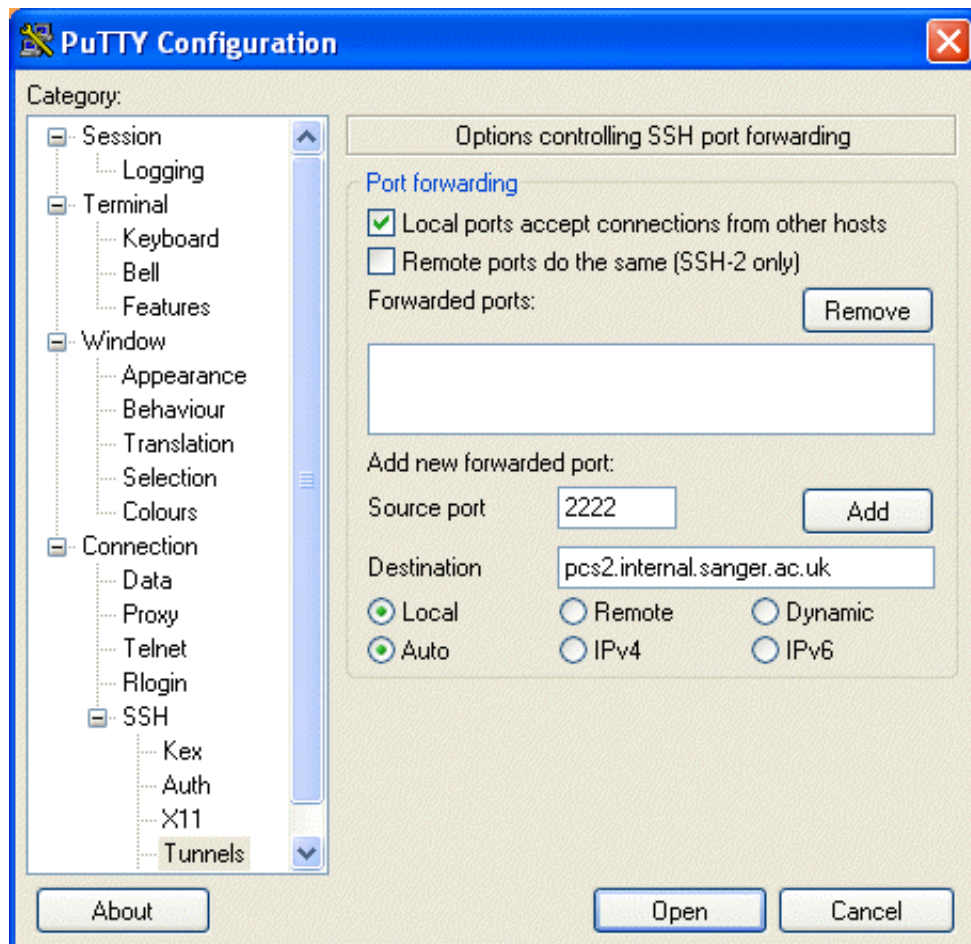 PuTTY Configuration
Category:
Session
Logging
Terminal
Keyboard
Bell
Features
Window
Appearance
Behaviour
Translation
Selection
Colours
Connection
Data
Proxy
Telnet
Rlogin
SSH
Kex
Auth
X11
Tunnels
Options controlling SSH port forwarding
Port forwarding
Local ports accept connections from other hosts
Remote ports do the same (SSH-2 only)
Forwarded ports:
Remove
Add new forwarded port:
Source port 2222 Add
Destination pcs2.internal.sanger.ac.uk
Local Remote Dynamic
Auto IPv4 IPv6
About Open Cancel